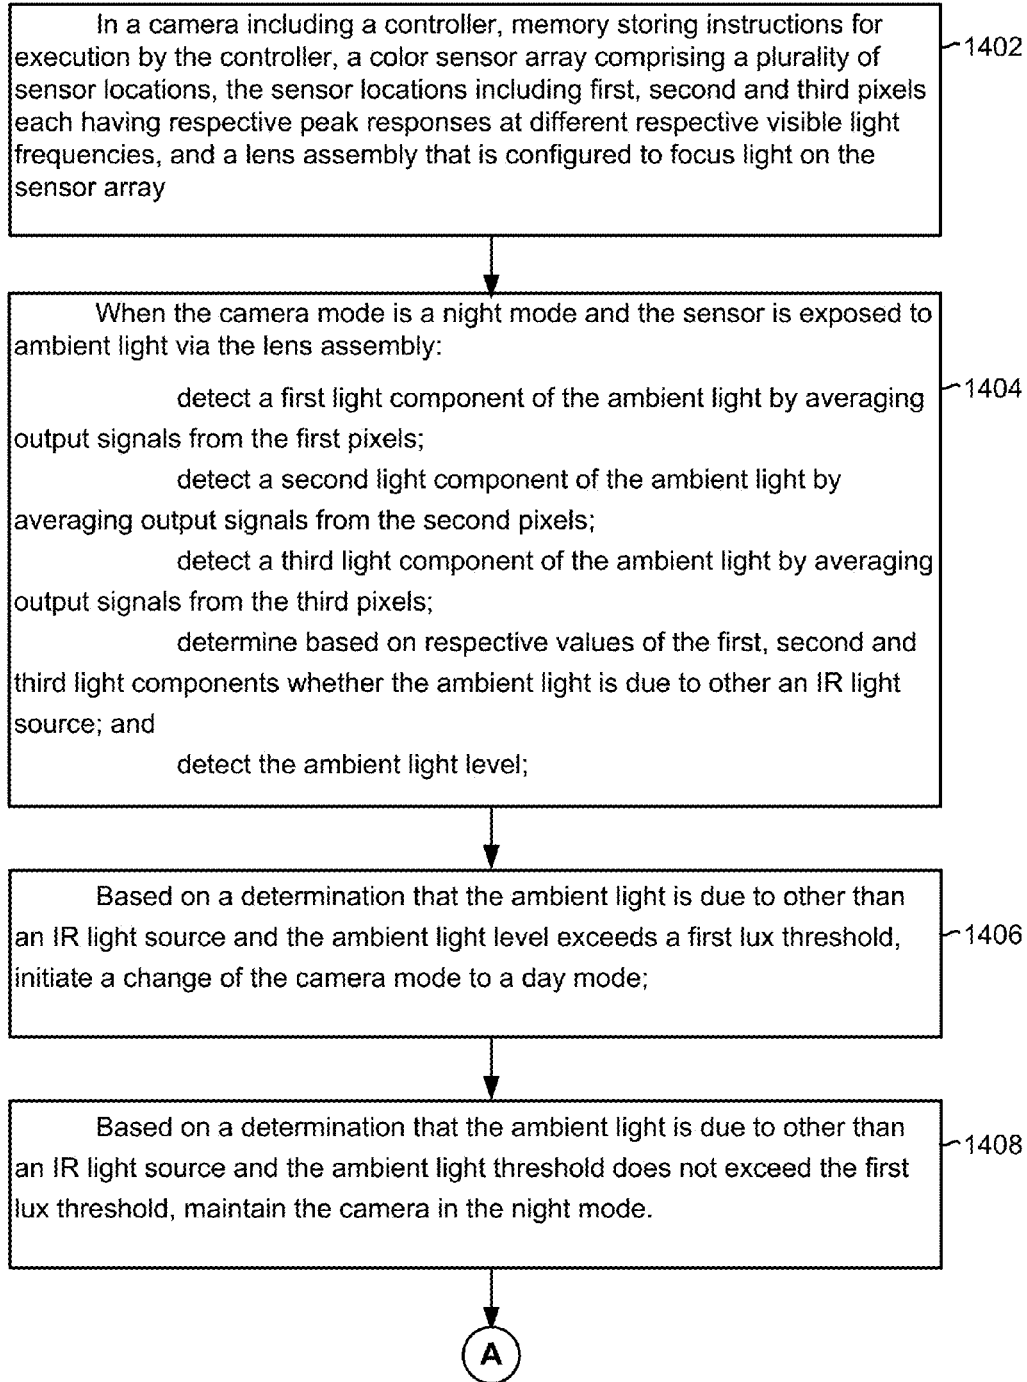 In a camera including a controller, memory storing instructions for
execution by the controller, a color sensor array comprising a plurality of
sensor locations, the sensor locations including first, second and third pixels
each having respective peak responses at different respective visible light
frequencies, and a lens assembly that is configured to focus light on the
sensor array
1402
When the camera mode is a night mode and the sensor is exposed to
ambient light via the lens assembly:
detect a first light component of the ambient light by averaging
output signals from the first pixels;
detect a second light component of the ambient light by
averaging output signals from the second pixels;
detect a third light component of the ambient light by averaging
output signals from the third pixels;
determine based on respective values of the first, second and
third light components whether the ambient light is due to other an IR light
source; and
detect the ambient light level;
1404
Based on a determination that the ambient light is due to other than
an IR light source and the ambient light level exceeds a first lux threshold,
initiate a change of the camera mode to a day mode;
1406
Based on a determination that the ambient light is due to other than
an IR light source and the ambient light threshold does not exceed the first
lux threshold, maintain the camera in the night mode.
1408
A